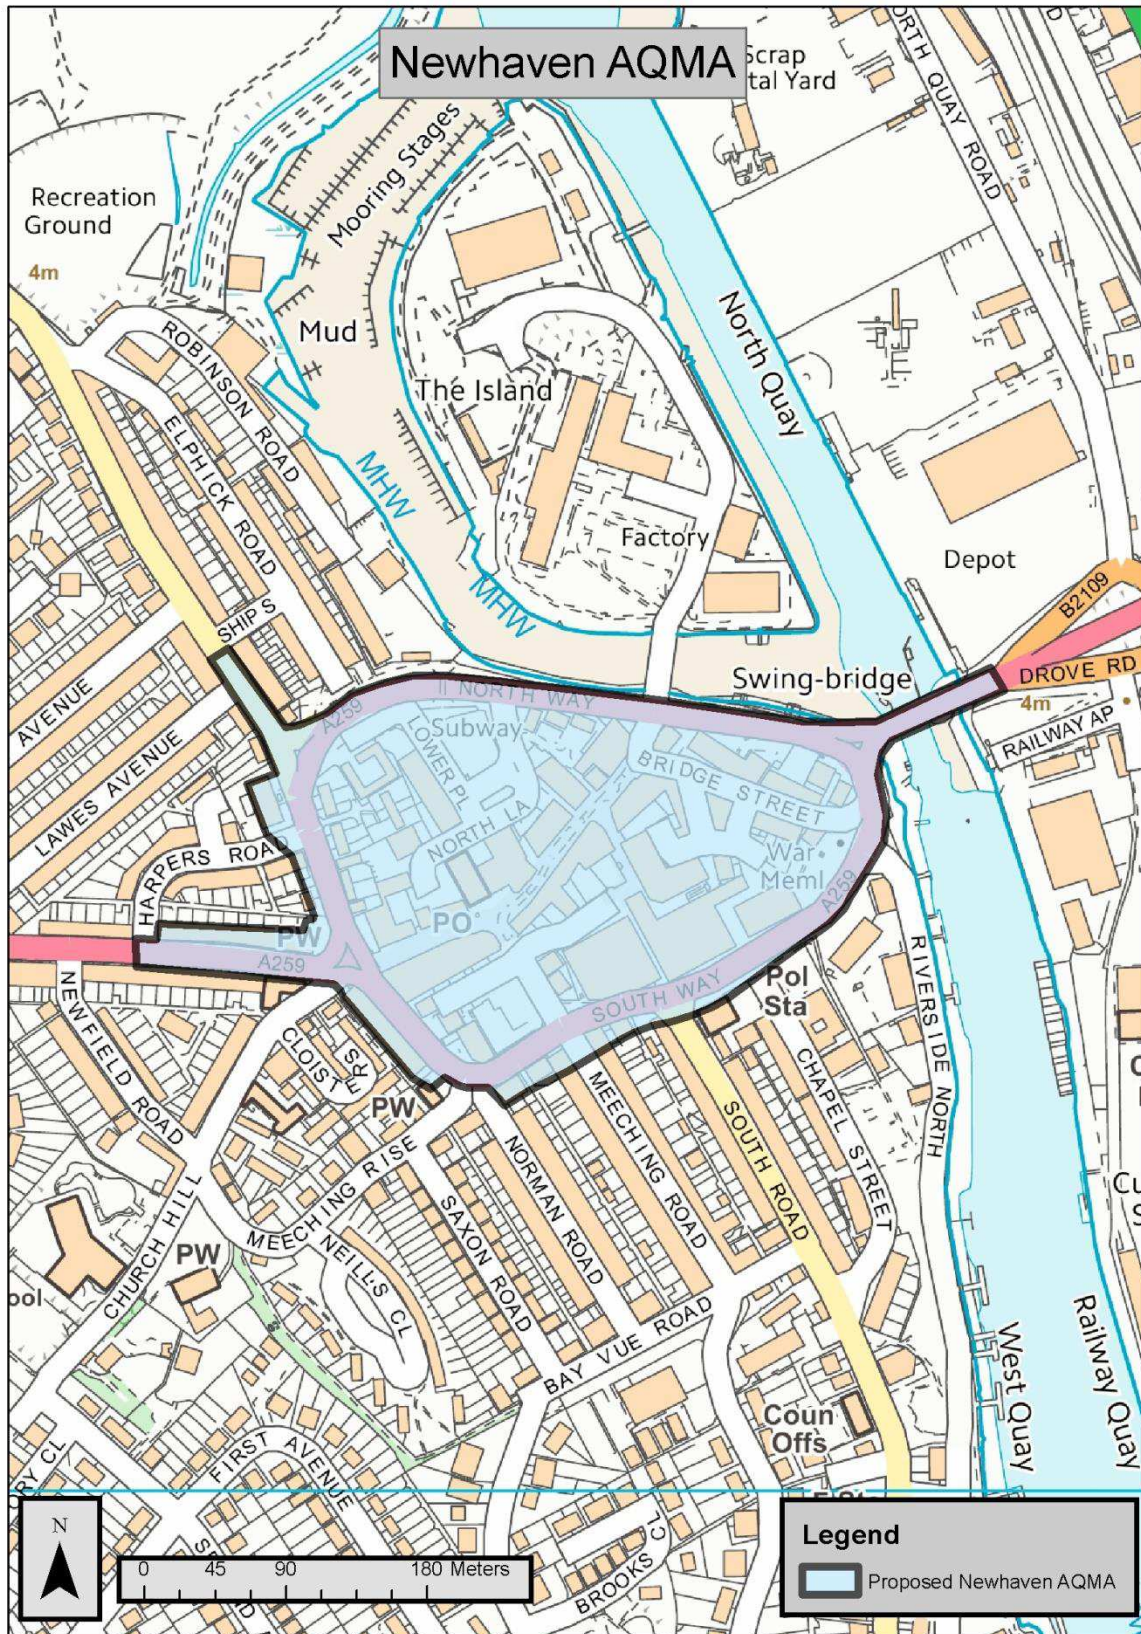 Newhaven AQMA
Scrap
tal Yard
ORTH QUAY ROAD
Mooring Stages
Recreation
Ground
4m
North Quay
ROBINSON ROAD
Mud
The Island
ELPHICK ROAD
MHW
Factory
Depot
MHW
B2109
SHIP S
Swing-bridge
DROVE RD
4m
RAILWAY AP
NORTH WAY
A259
Subway
LOWER PL
BRIDGE STREET
AVENUE
LAWES AVENUE
NORTH LA
War
Meml
HARPERS ROAD
A259
PO
PW
A259
SOUTH WAY
Pol
Sta
NEWFIELD ROAD
CLOISTERS
PW
RIVERSIDE NORTH
CHAPEL STREET
MEECHING ROAD
SOUTH ROAD
NORMAN ROAD
MEECHING RISE
SAXON ROAD
CHURCH HILL
PW
NEILLS CL
ool
BAY VUE ROAD
West Quay
Railway Quay
Coun
Offs
FIRST AVENUE
ORY CL
BROOKS CL
N
0 45 90 180 Meters
Legend
Proposed Newhaven AQMA